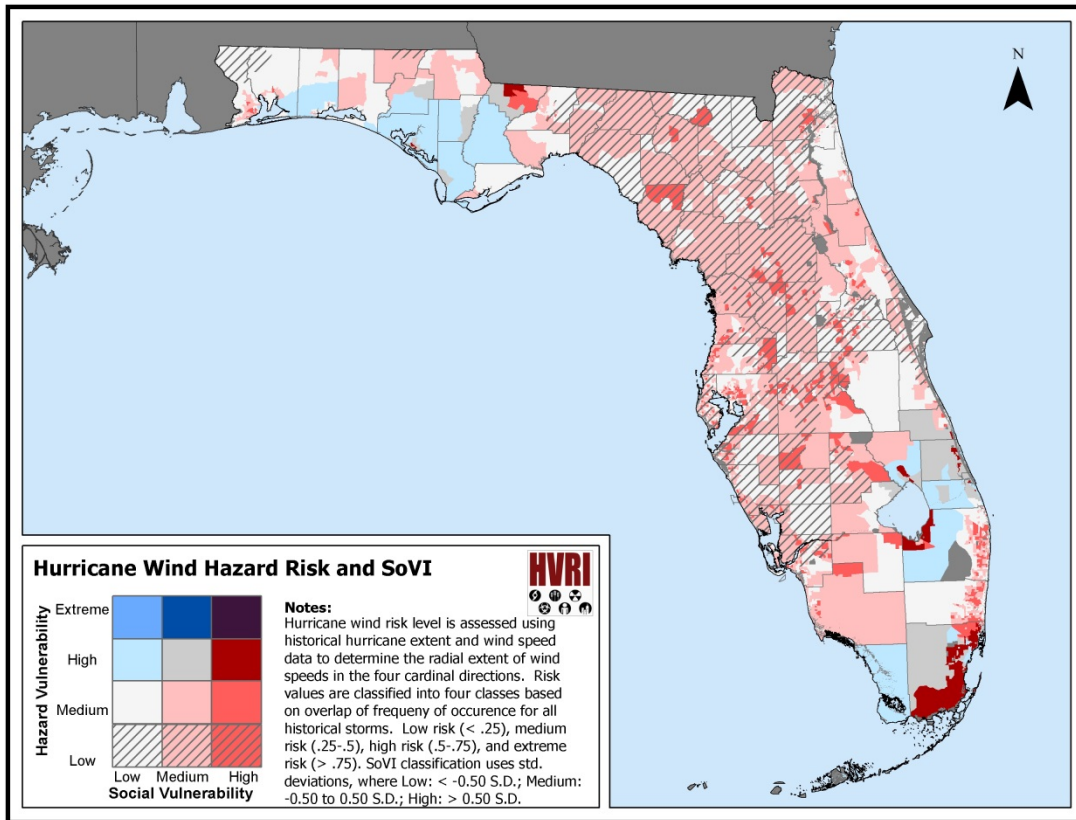 N
Hurricane Wind Hazard Risk and SoVI
HVRI
Hazard Vulnerability
Extreme
High
Medium
Low
Low
Medium
High
Social Vulnerability
Notes:
Hurricane wind risk level is assessed using
historical hurricane extent and wind speed
data to determine the radial extent of wind
speeds in the four cardinal directions.  Risk
values are classified into four classes based
on overlap of frequeny of occurence for all
historical storms.  Low risk (< .25), medium
risk (.25-.5), high risk (.5-.75), and extreme
risk (> .75). SoVI classification uses std.
deviations, where Low: < -0.50 S.D.; Medium:
-0.50 to 0.50 S.D.; High: > 0.50 S.D.